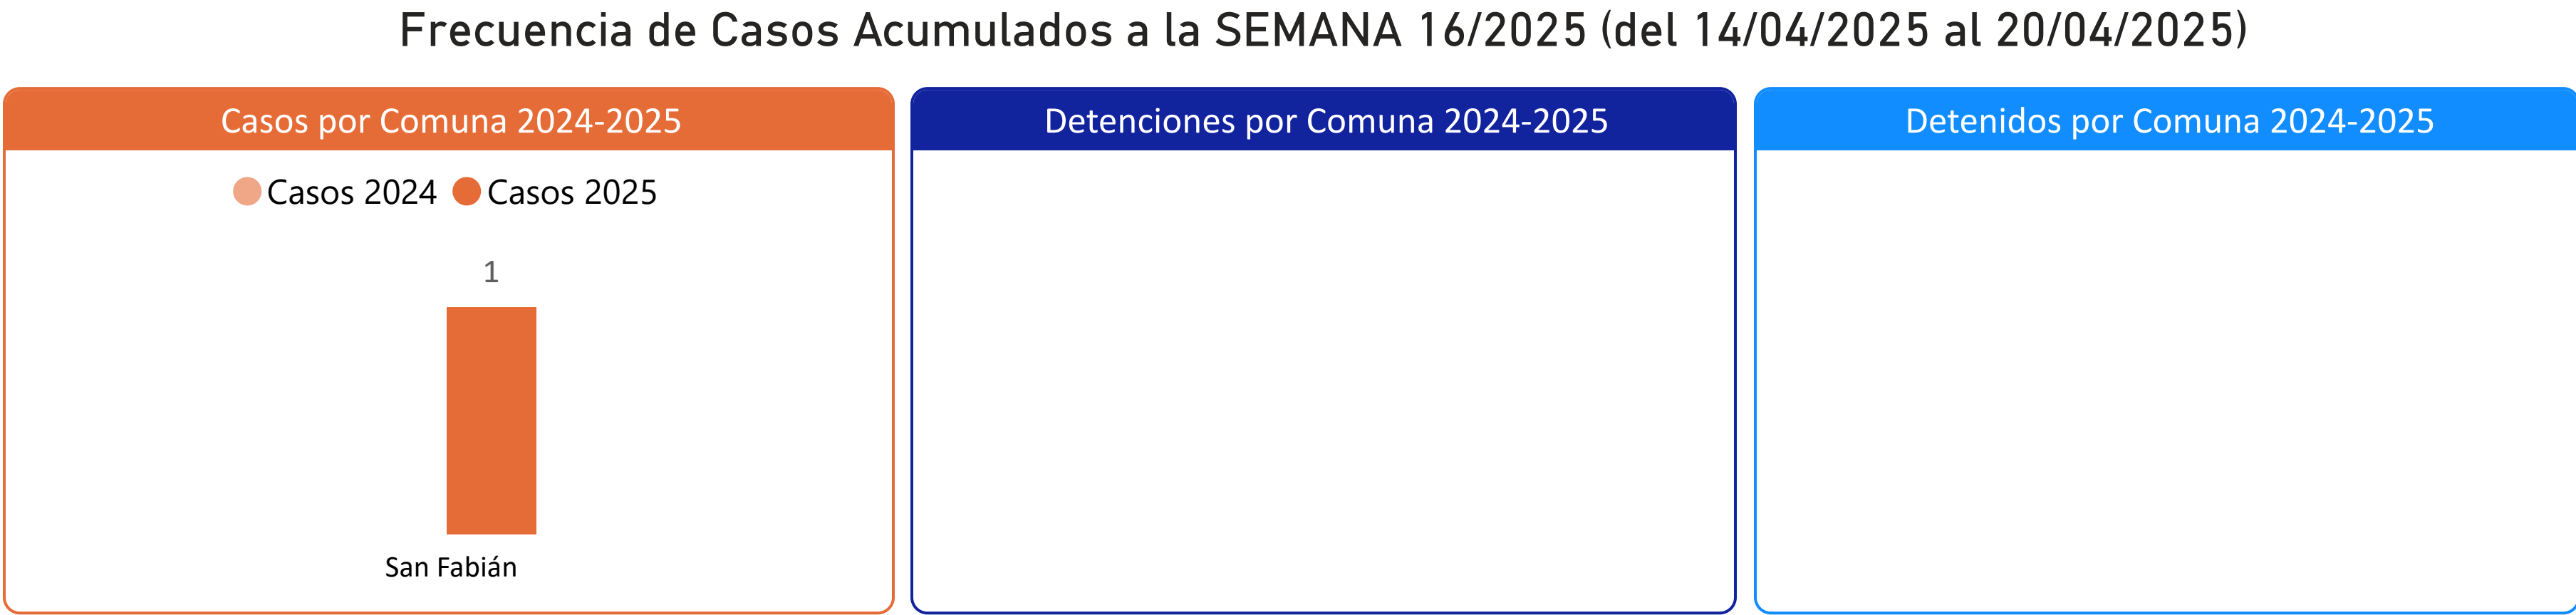 Frecuencia de Casos Acumulados a la SEMANA 16/2025 (del 14/04/2025 al 20/04/2025)
Casos por Comuna 2024-2025
Casos 2024 Casos 2025
1
San Fabián
Detenciones por Comuna 2024-2025
Detenidos por Comuna 2024-2025